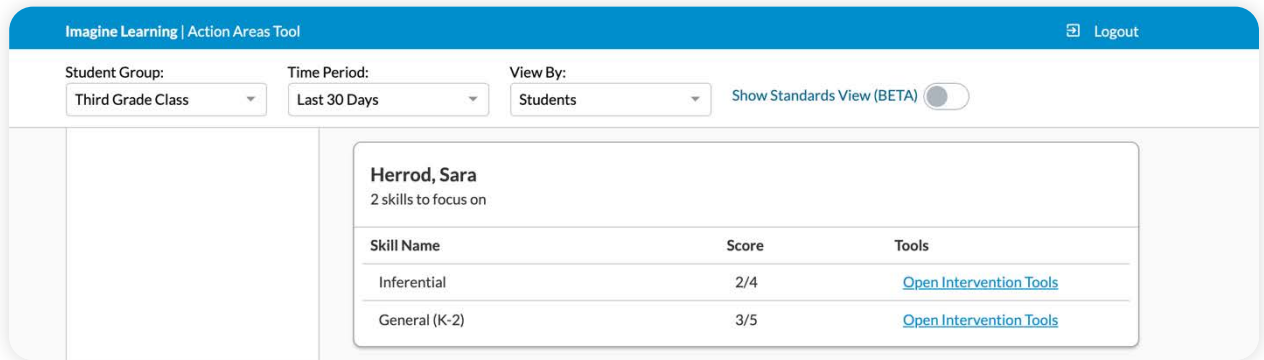 Imagine Learning | Action Areas Tool
Logout
Student Group:
Time Period:
View By:
Third Grade Class
Last 30 Days
Students
Show Standards View (BETA)
Herrod, Sara
2 skills to focus on
Skill Name Score Tools
Inferential 2/4 Open Intervention Tools
General (K-2) 3/5 Open Intervention Tools